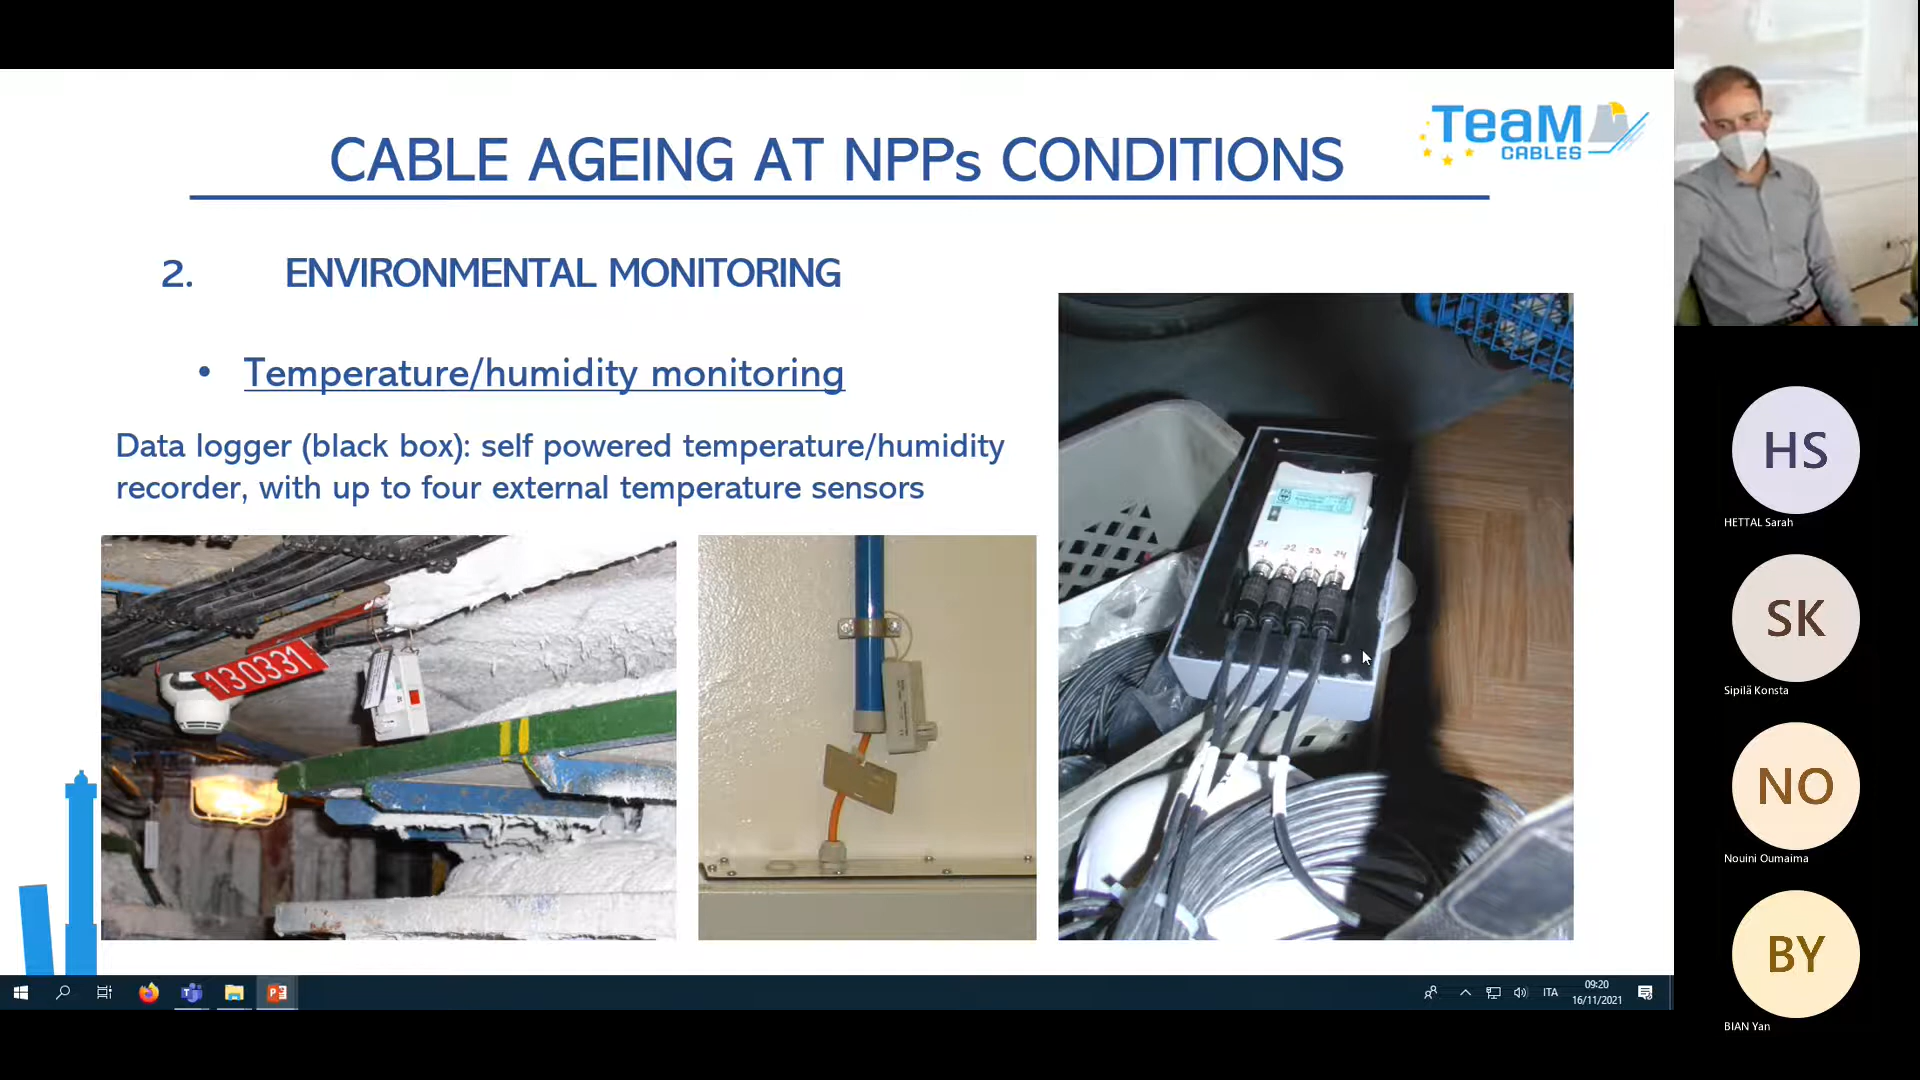 CABLE AGEING AT NPPs CONDITIONS
TeaM
CABLES
2. ENVIRONMENTAL MONITORING
• Temperature/humidity monitoring
Data logger (black box): self powered temperature/humidity
recorder, with up to four external temperature sensors
130331
21 22 23 24
HS
HETTAL Sarah
SK
Sipilä Konsta
NO
Nouini Oumaima
BY
BIAN Yan
ITA
09:20
16/11/2021